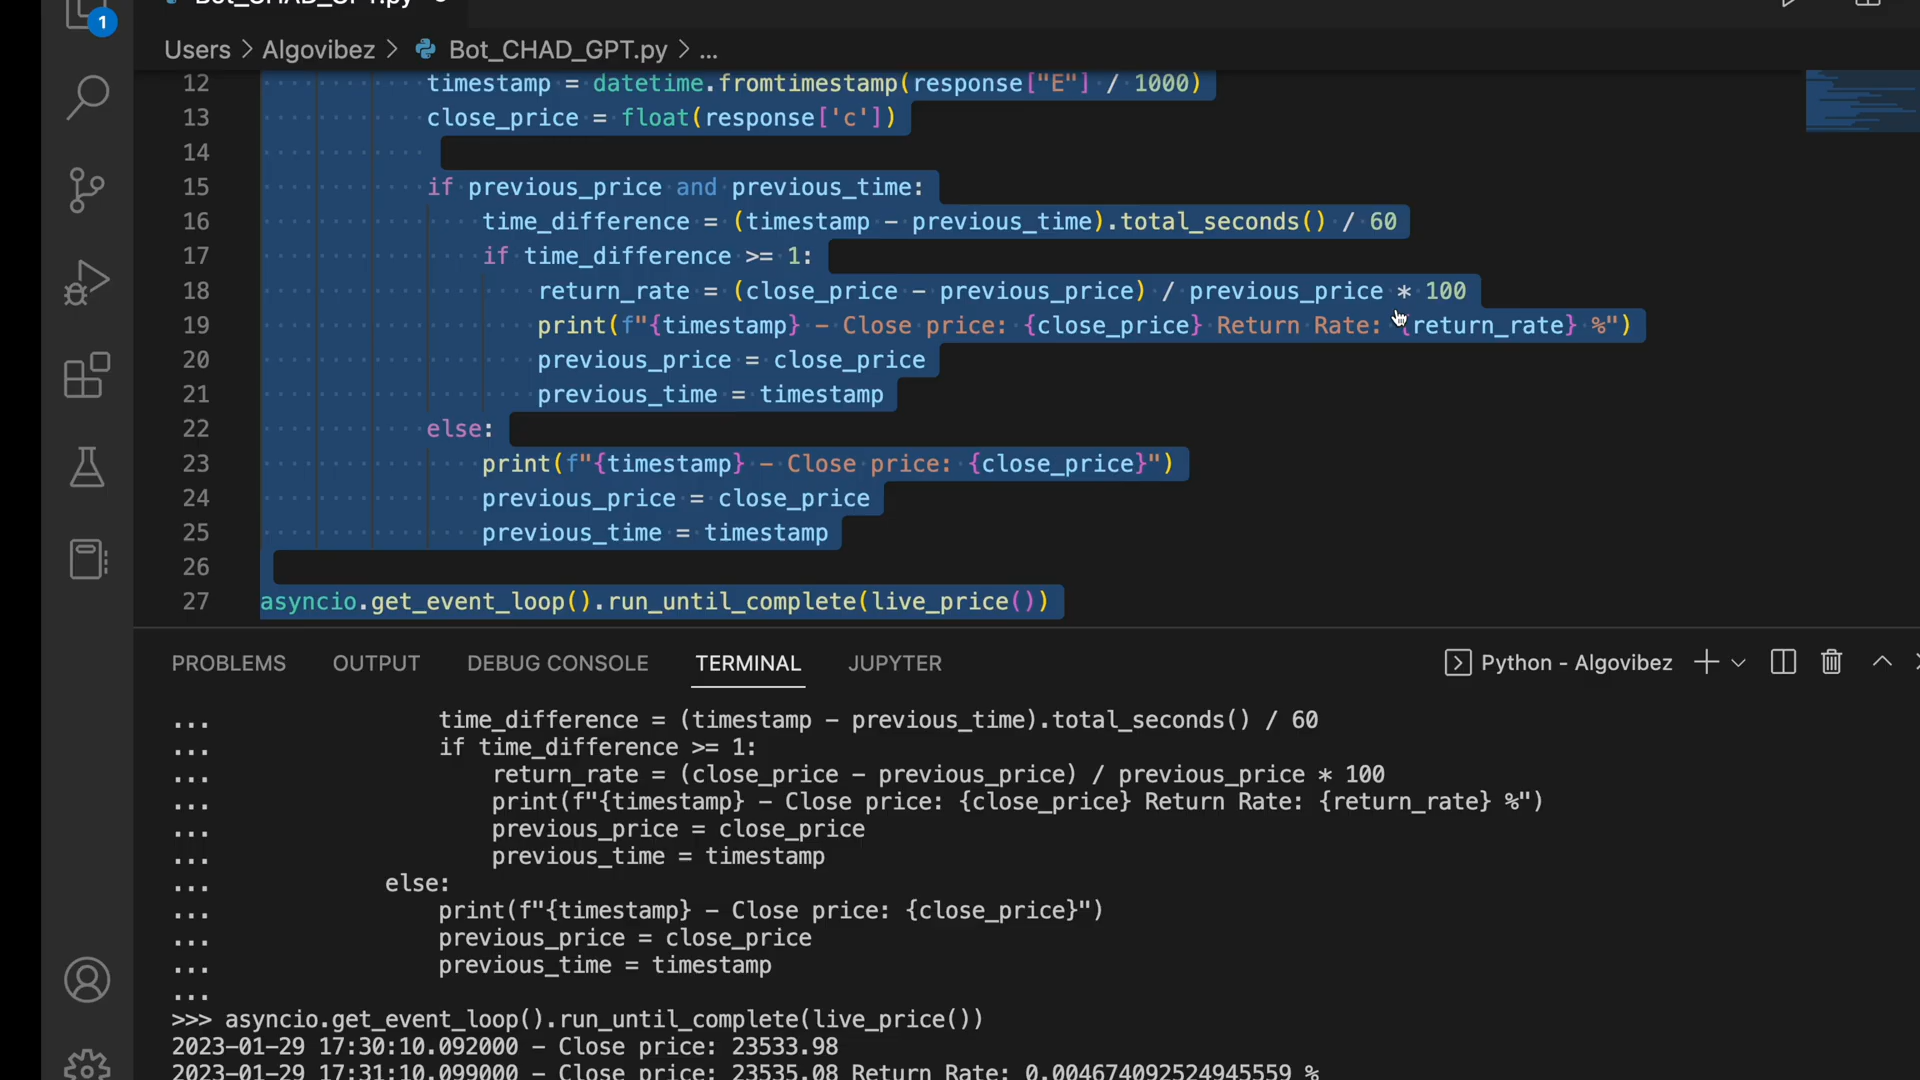 Bot_CHAD_GPT.py
1
Users > Algovibez > Bot_CHAD_GPT.py > ...
12 timestamp = datetime.fromtimestamp(response["E"] / 1000)
13 close_price = float(response['c'])
14
15 if previous_price and previous_time:
16 time_difference = (timestamp - previous_time).total_seconds() / 60
17 if time_difference >= 1:
18 return_rate = (close_price - previous_price) / previous_price * 100
19 print(f"{timestamp} - Close price: {close_price} Return Rate: {return_rate} %")
20 previous_price = close_price
21 previous_time = timestamp
22 else:
23 print(f"{timestamp} - Close price: {close_price}")
24 previous_price = close_price
25 previous_time = timestamp
26
27 asyncio.get_event_loop().run_until_complete(live_price())
PROBLEMS OUTPUT DEBUG CONSOLE TERMINAL JUPYTER Python - Algovibez
... time_difference = (timestamp - previous_time).total_seconds() / 60
... if time_difference >= 1:
... return_rate = (close_price - previous_price) / previous_price * 100
... print(f"{timestamp} - Close price: {close_price} Return Rate: {return_rate} %")
... previous_price = close_price
... previous_time = timestamp
... else:
... print(f"{timestamp} - Close price: {close_price}")
... previous_price = close_price
... previous_time = timestamp
...
>>> asyncio.get_event_loop().run_until_complete(live_price())
2023-01-29 17:30:10.092000 - Close price: 23533.98
2023-01-29 17:31:10.099000 - Close price: 23535.08 Return Rate: 0.004674092524945559 %